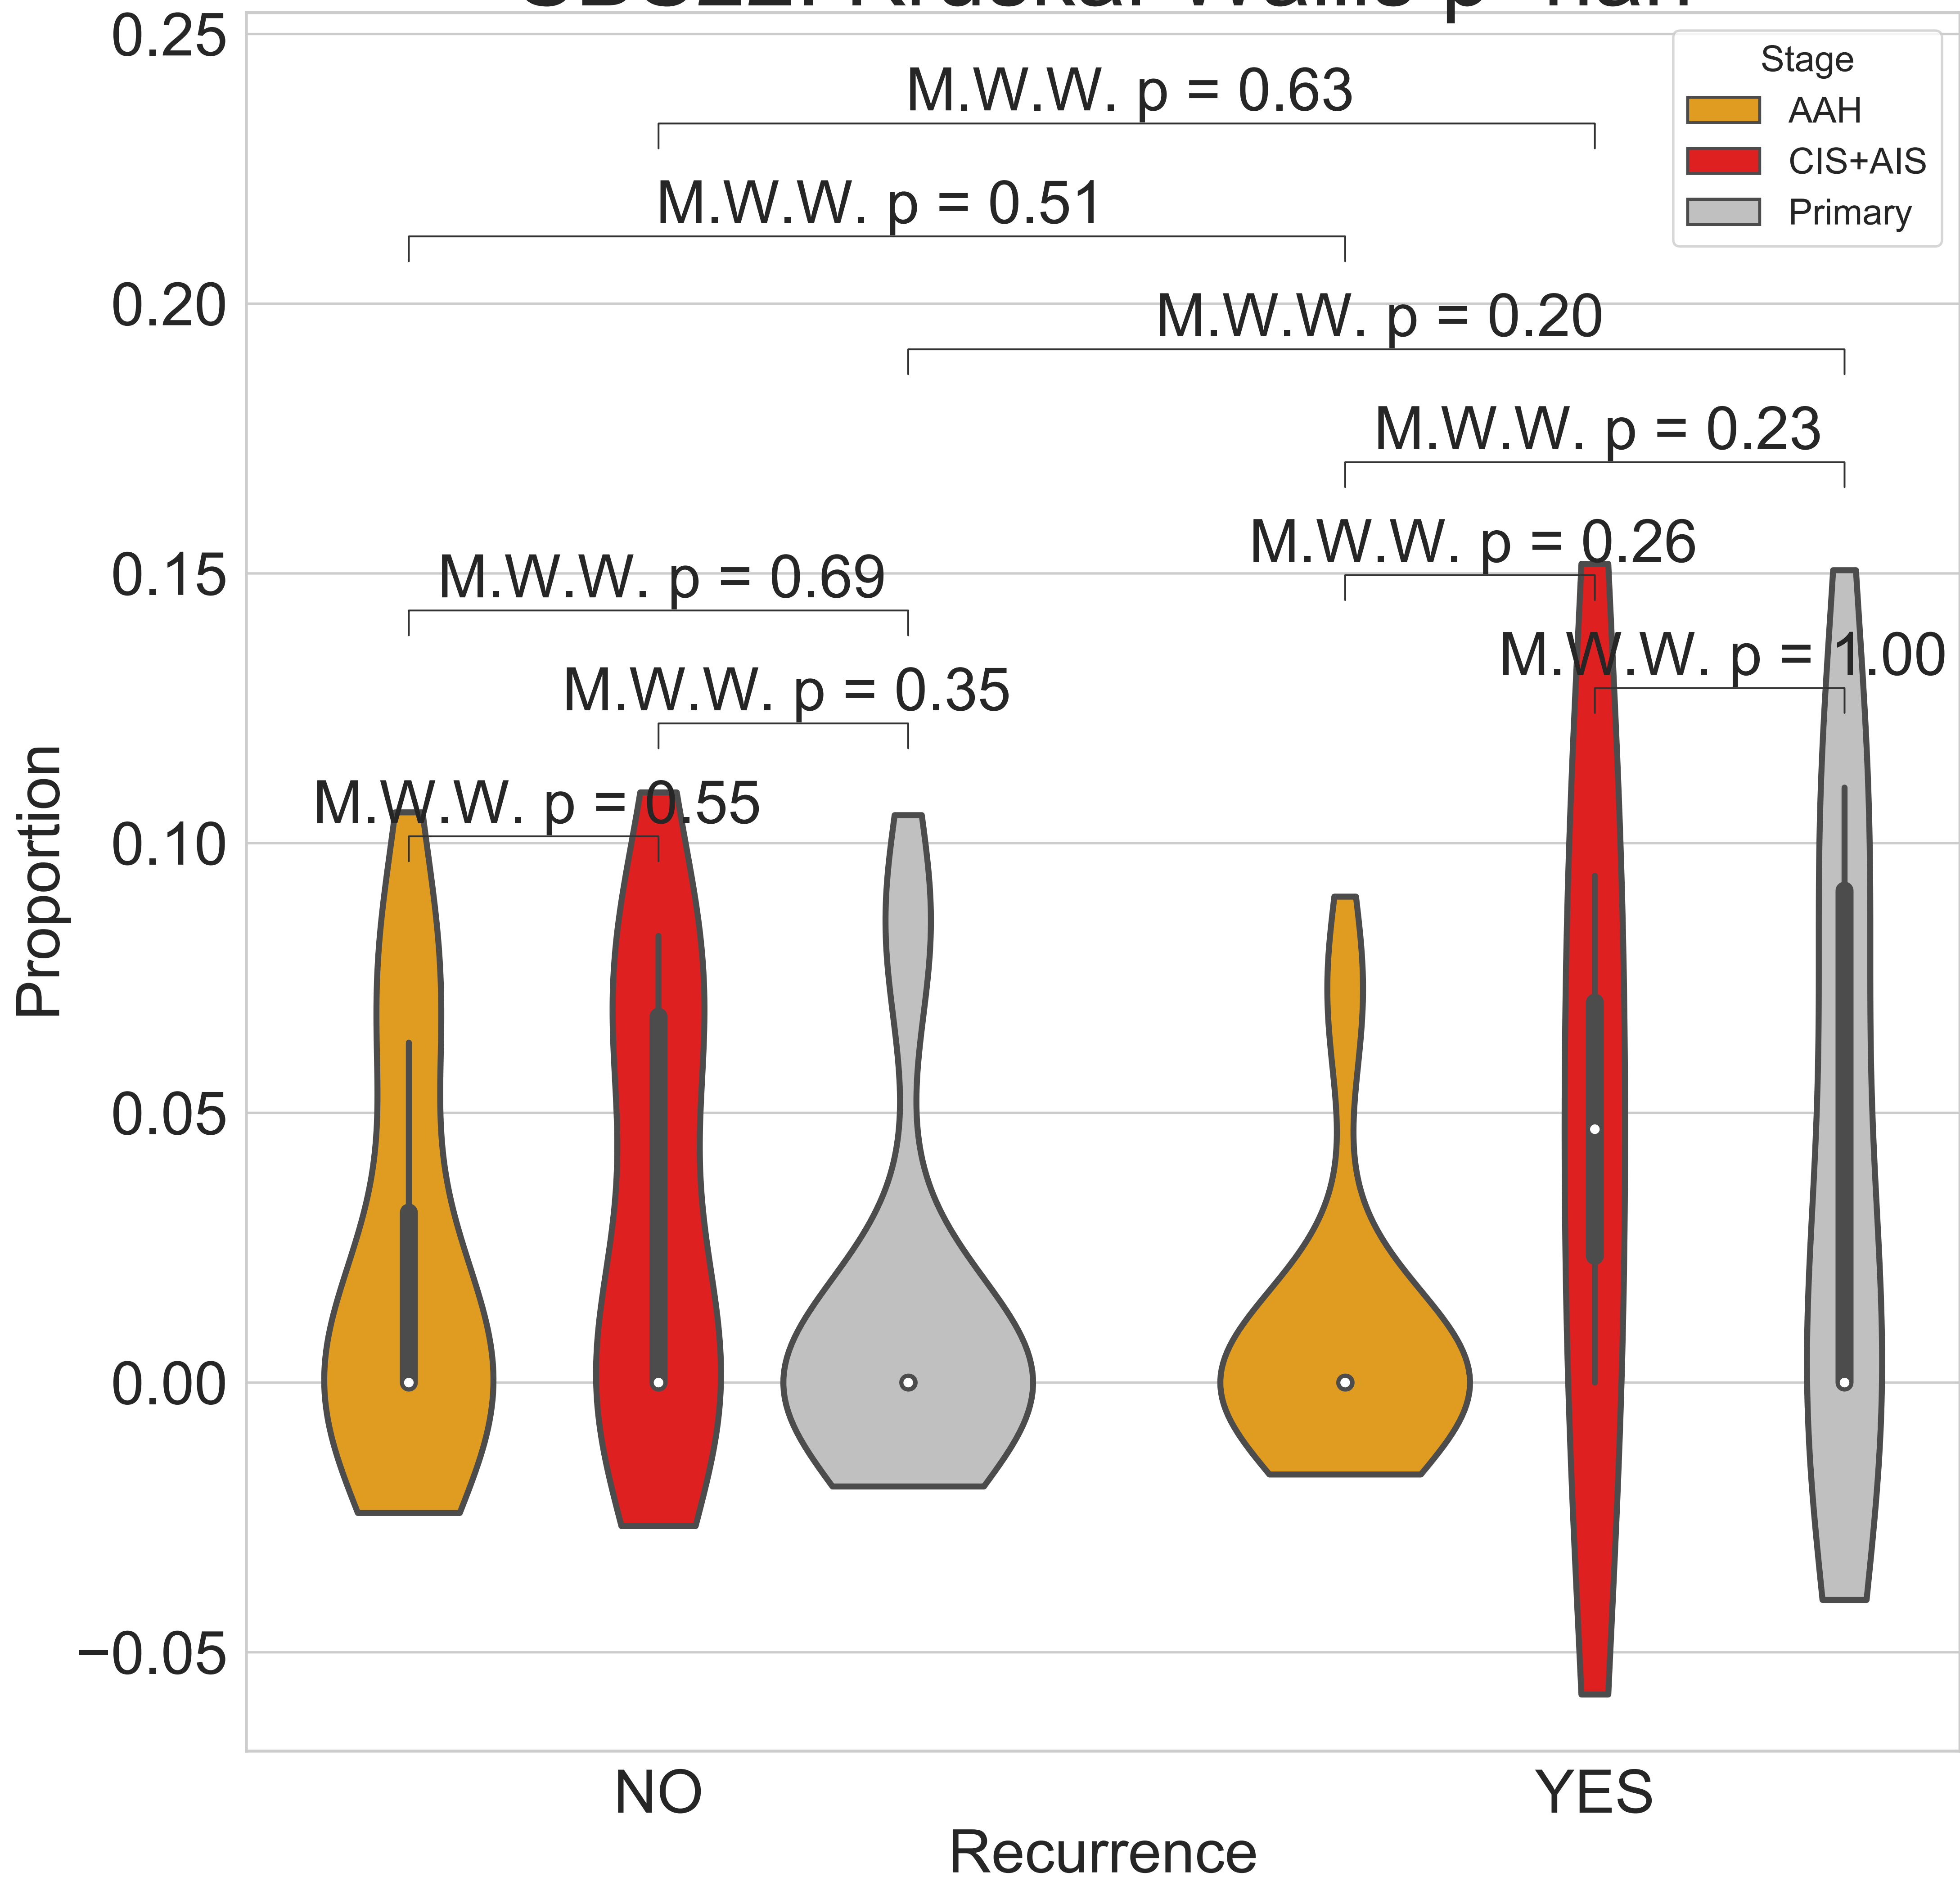 0.25
M.W.W. p = 0.63
Stage
AAH
CIS+AIS
Primary
M.W.W. p = 0.51
0.20
M.W.W. p = 0.20
M.W.W. p = 0.23
M.W.W. p = 0.26
0.15
M.W.W. p = 0.69
M.W.W. p = 1.00
M.W.W. p = 0.35
M.W.W. p = 0.55
0.10
Proportion
0.05
0.00
−0.05
NO
YES
Recurrence